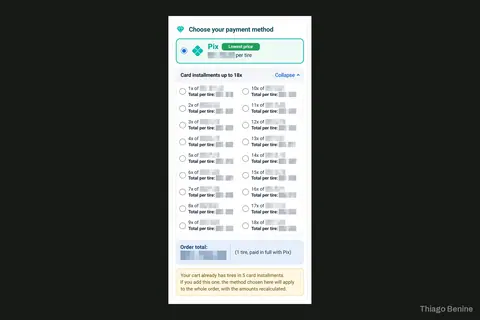 Choose your payment method
Pix Lowest price
per tire
Card installments up to 18x Collapse
1x of
Total per tire:
2x of
Total per tire:
3x of
Total per tire:
4x of
Total per tire:
5x of
Total per tire:
6x of
Total per tire:
7x of
Total per tire:
8x of
Total per tire:
9x of
Total per tire:
10x of
Total per tire:
11x of
Total per tire:
12x of
Total per tire:
13x of
Total per tire:
14x of
Total per tire:
15x of
Total per tire:
16x of
Total per tire:
17x of
Total per tire:
18x of
Total per tire:
Order total:
(1 tire, paid in full with Pix)
Your cart already has tires in 5 card installments.
If you add this one, the method chosen here will apply
to the whole order, with the amounts recalculated.
Thiago Benine